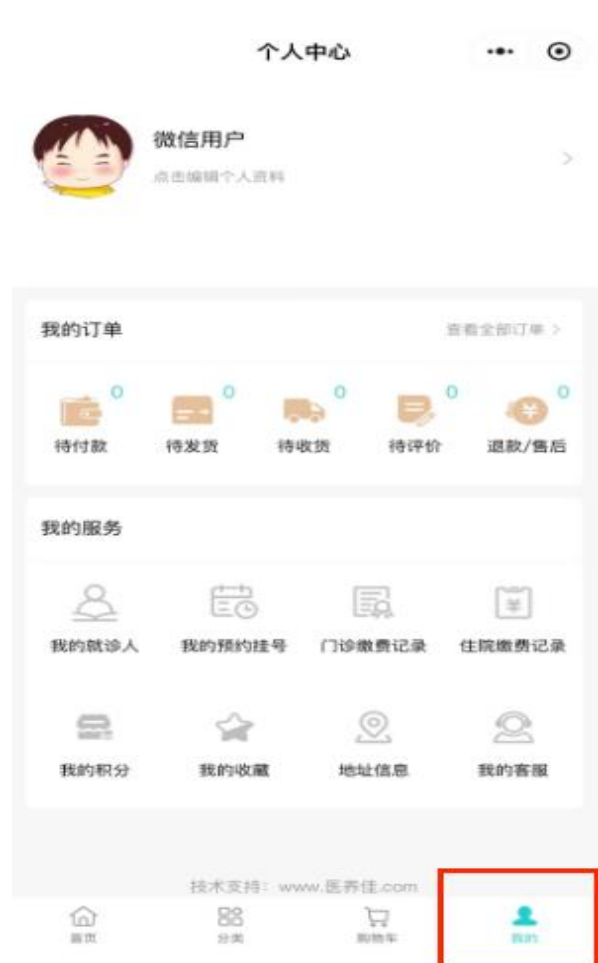 个人中心
微信用户
点击编辑个人资料
我的订单 查看全部订单 >
0 0 0 0 0
待付款 待发货 待收货 待评价 退款/售后
我的服务
¥
我的就诊人 我的预约挂号 门诊缴费记录 住院缴费记录
我的积分 我的收藏 地址信息 我的客服
技术支持：www.医养佳.com
首页 分类 购物车 我的